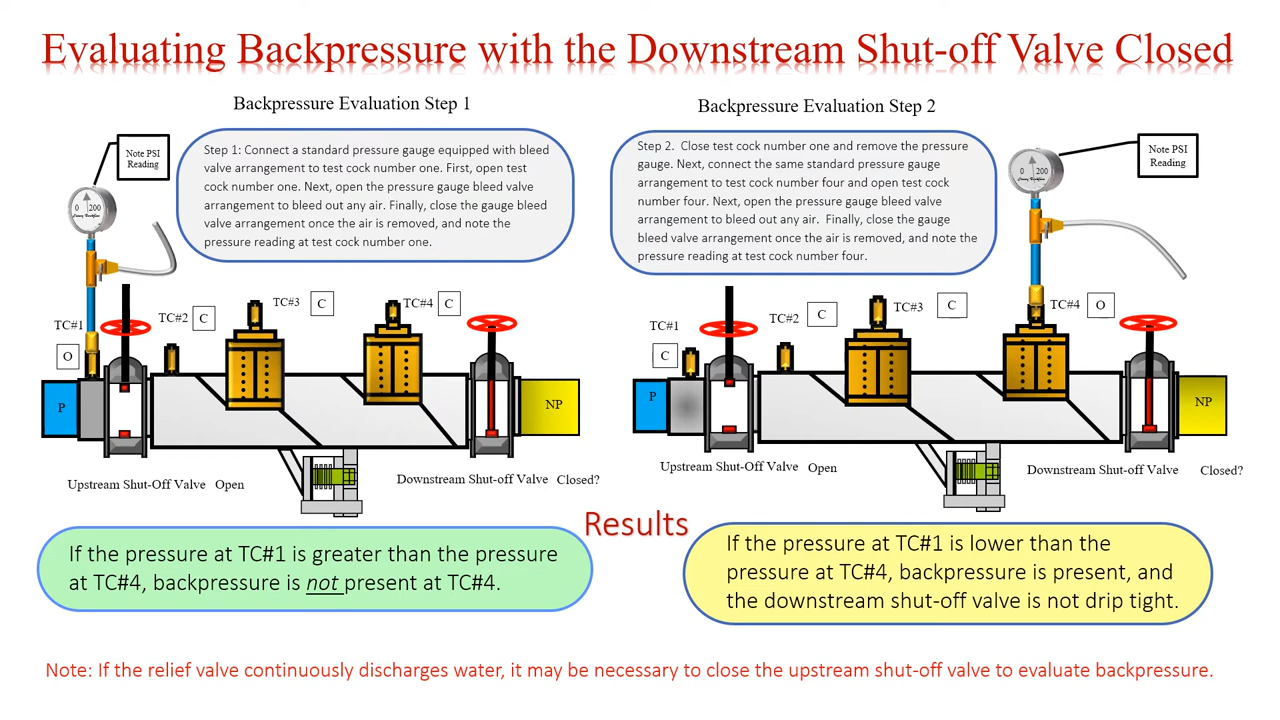 Evaluating Backpressure with the Downstream Shut-off Valve Closed
Backpressure Evaluation Step 1
Note PSI
Reading
Step 1: Connect a standard pressure gauge equipped with bleed
valve arrangement to test cock number one. First, open test
cock number one. Next, open the pressure gauge bleed valve
arrangement to bleed out any air. Finally, close the gauge bleed
valve arrangement once the air is removed, and note the
pressure reading at test cock number one.
0 200
TC#1
O
TC#2 C
TC#3 C
TC#4 C
P
NP
Upstream Shut-Off Valve Open
Downstream Shut-off Valve Closed?
Backpressure Evaluation Step 2
Step 2. Close test cock number one and remove the pressure
gauge. Next, connect the same standard pressure gauge
arrangement to test cock number four and open test cock
number four. Next, open the pressure gauge bleed valve
arrangement to bleed out any air. Finally, close the gauge
bleed valve arrangement once the air is removed, and note the
pressure reading at test cock number four.
Note PSI
Reading
0 200
TC#1
C
TC#2 C
TC#3 C
TC#4 O
P
NP
Upstream Shut-Off Valve Open
Downstream Shut-off Valve Closed?
Results
If the pressure at TC#1 is greater than the pressure
at TC#4, backpressure is not present at TC#4.
If the pressure at TC#1 is lower than the
pressure at TC#4, backpressure is present, and
the downstream shut-off valve is not drip tight.
Note: If the relief valve continuously discharges water, it may be necessary to close the upstream shut-off valve to evaluate backpressure.